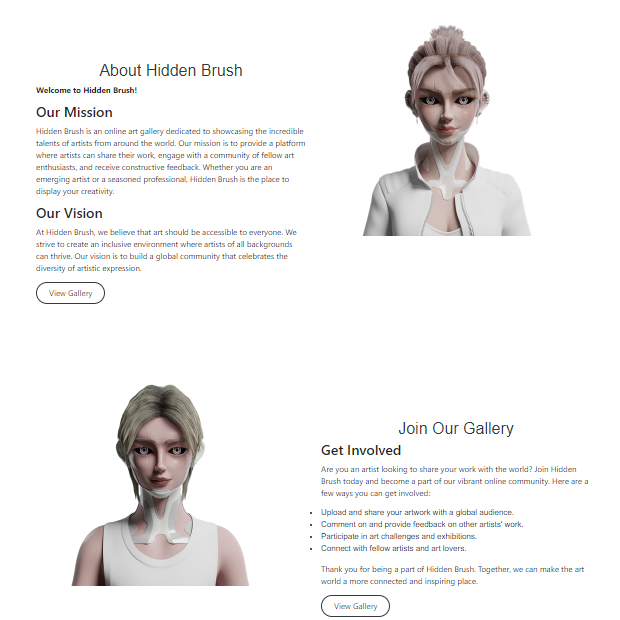 About Hidden Brush
Welcome to Hidden Brush!
Our Mission
Hidden Brush is an online art gallery dedicated to showcasing the incredible
talents of artists from around the world. Our mission is to provide a platform
where artists can share their work, engage with a community of fellow art
enthusiasts, and receive constructive feedback. Whether you are an
emerging artist or a seasoned professional, Hidden Brush is the place to
display your creativity.
Our Vision
At Hidden Brush, we believe that art should be accessible to everyone. We
strive to create an inclusive environment where artists of all backgrounds
can thrive. Our vision is to build a global community that celebrates the
diversity of artistic expression.
View Gallery
Join Our Gallery
Get Involved
Are you an artist looking to share your work with the world? Join Hidden
Brush today and become a part of our vibrant online community. Here are a
few ways you can get involved:
• Upload and share your artwork with a global audience.
• Comment on and provide feedback on other artists' work.
• Participate in art challenges and exhibitions.
• Connect with fellow artists and art lovers.
Thank you for being a part of Hidden Brush. Together, we can make the art
world a more connected and inspiring place.
View Gallery